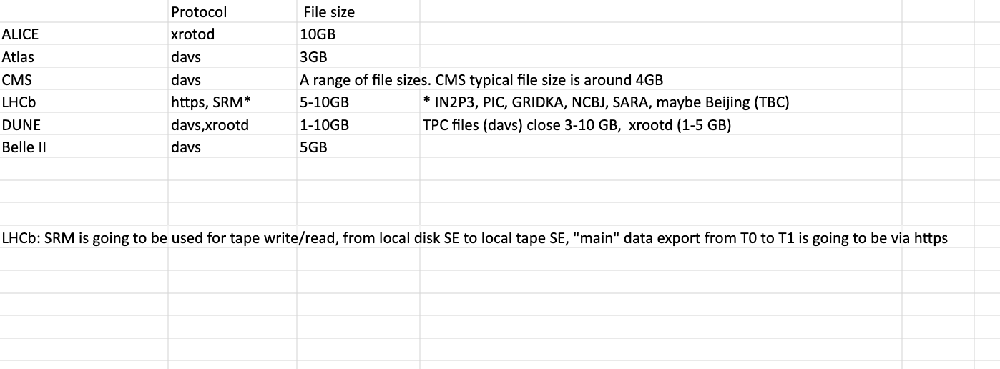 Protocol File size
ALICE xrotod 10GB
Atlas davs 3GB
CMS davs A range of file sizes. CMS typical file size is around 4GB
LHCb https, SRM* 5-10GB * IN2P3, PIC, GRIDKA, NCBJ, SARA, maybe Beijing (TBC)
DUNE davs,xrootd 1-10GB TPC files (davs) close 3-10 GB, xrootd (1-5 GB)
Belle II davs 5GB
LHCb: SRM is going to be used for tape write/read, from local disk SE to local tape SE, "main" data export from T0 to T1 is going to be via https